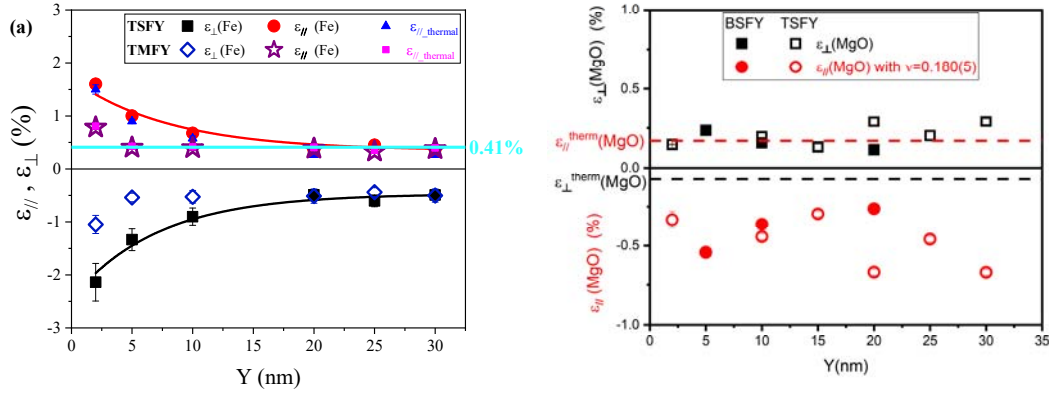 (a)
TSFY ε⊥(Fe) ε// (Fe) ε//_thermal
TMFY ε⊥(Fe) ε// (Fe) ε//_thermal
3
2
1
0
-1
-2
-3
ε//, ε⊥ (%)
0.41%
0 5 10 15 20 25 30
Y (nm)
BSFY TSFY
ε⊥(MgO)
ε//(MgO) with ν=0.180(5)
1.0
0.5
0.0
-0.5
-1.0
ε⊥(MgO) (%)
ε//therm(MgO)
ε⊥therm(MgO)
ε// (MgO) (%)
0 5 10 15 20 25 30 35
Y(nm)